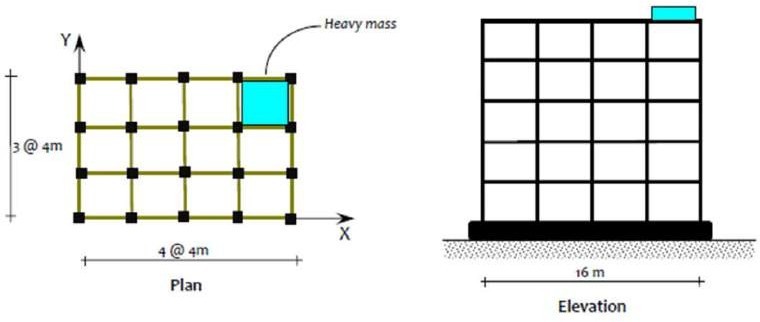 Heavy mass
Y
3 @ 4m
X
4 @ 4m
Plan
16 m
Elevation